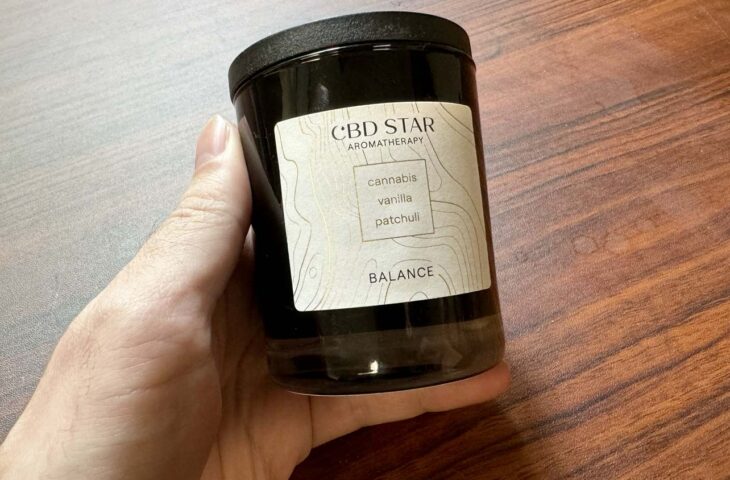 CBD STAR
AROMATHERAPY
cannabis
vanilla
patchuli
BALANCE